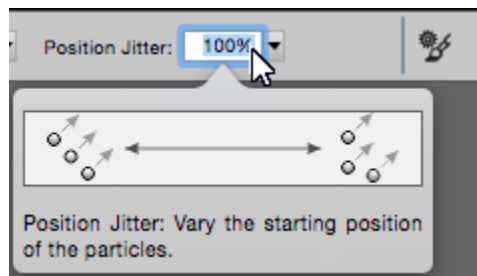 Position Jitter: 100%
Position Jitter: Vary the starting position
of the particles.